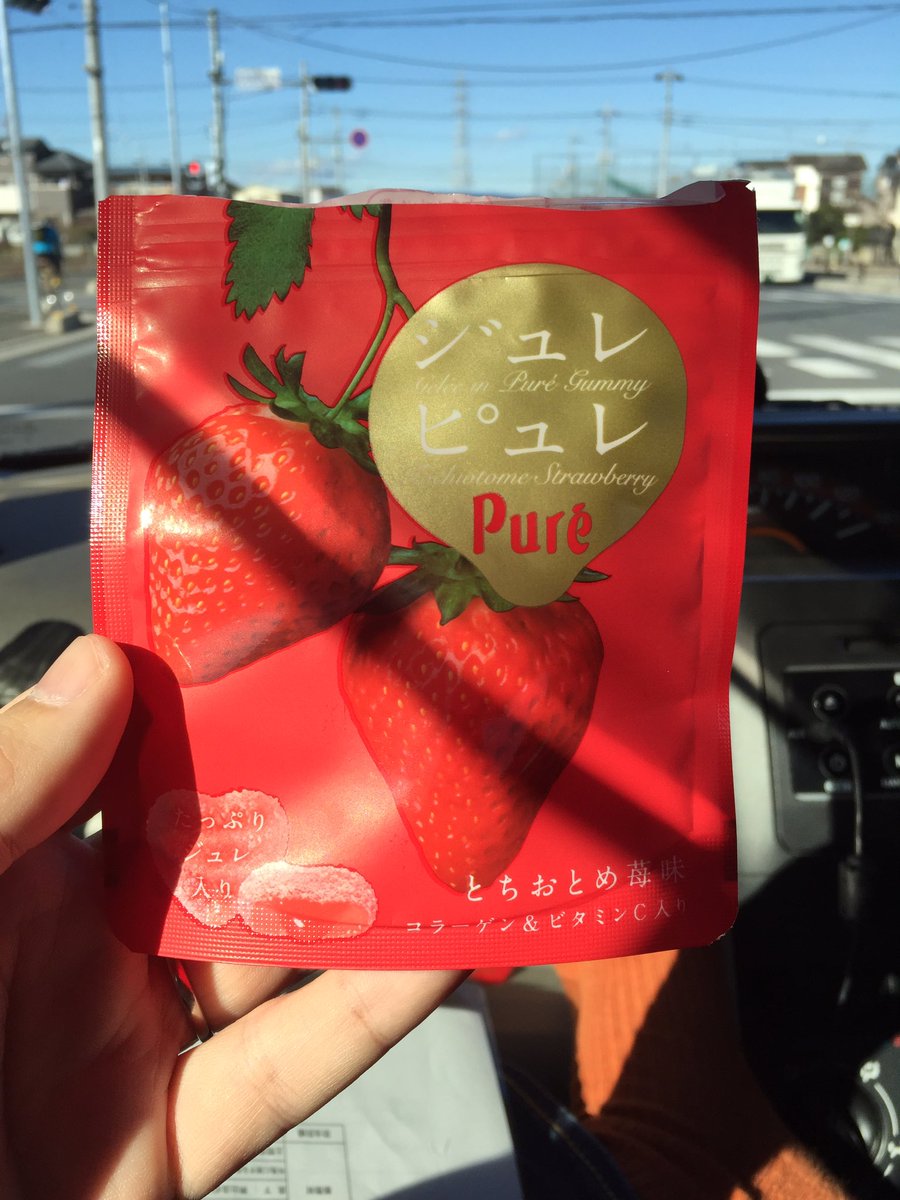 ジュレ
in Puré Gummy
ピュレ
Strawberry
Puré
たっぷり
ジュレ
入り
とちおとめ苺味
コラーゲン&ビタミンC入り